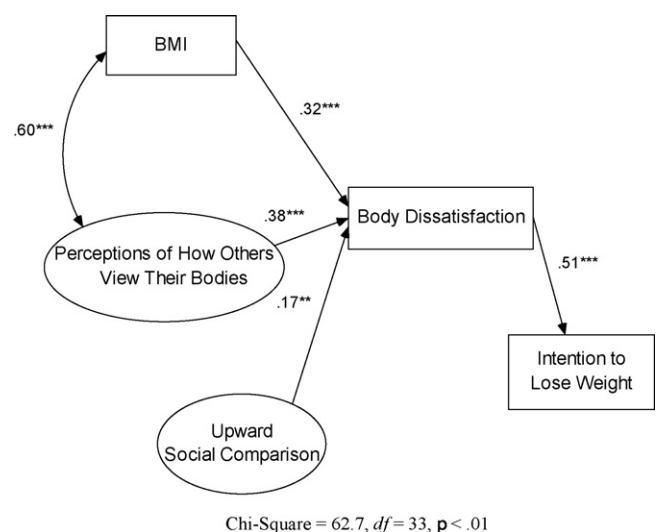 BMI
.60***
.32***
Body Dissatisfaction
.38***
Perceptions of How Others
View Their Bodies
.51***
.17**
Intention to
Lose Weight
Upward
Social Comparison
Chi-Square = 62.7, df = 33, p < .01